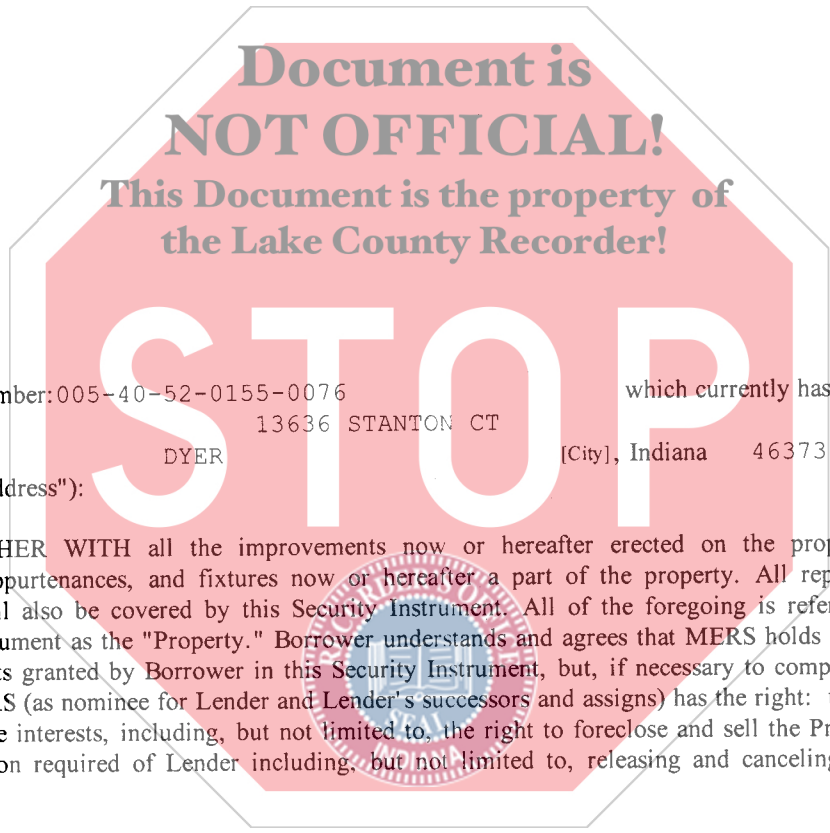 Document is
NOT OFFICIAL!
This Document is the property of
the Lake County Recorder!
STOP
mber:005-40-52-0155-0076 which currently has
13636 STANTON CT
DYER [City], Indiana 46373
ddress"):
HER WITH all the improvements now or hereafter erected on the prop
ppurtenances, and fixtures now or hereafter a part of the property. All rep
l also be covered by this Security Instrument. All of the foregoing is refer
ument as the "Property." Borrower understands and agrees that MERS holds
ts granted by Borrower in this Security Instrument, but, if necessary to comp
RS (as nominee for Lender and Lender's successors and assigns) has the right:
e interests, including, but not limited to, the right to foreclose and sell the Pr
on required of Lender including, but not limited to, releasing and canceling
SEAL
INDIANA